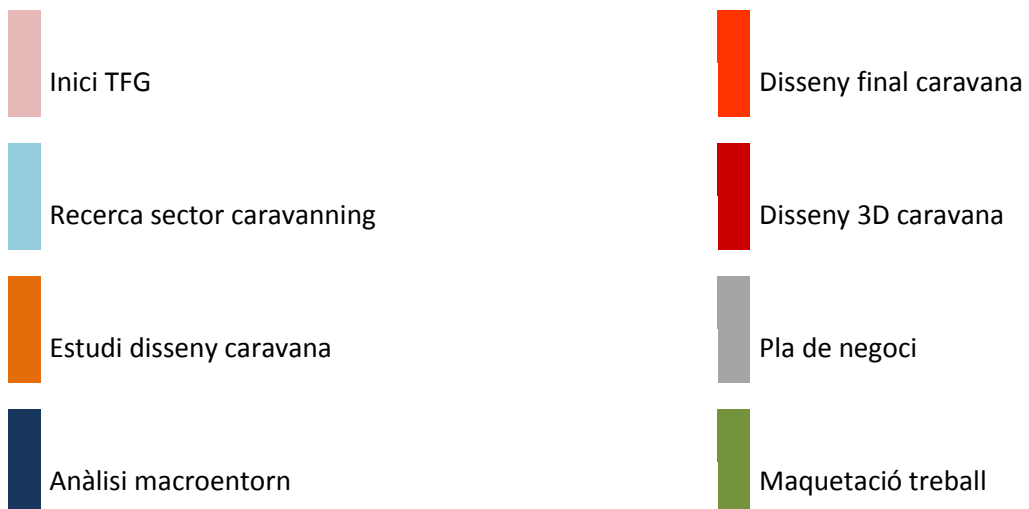 Inici TFG
Recerca sector caravanning
Estudi disseny caravana
Anàlisi macroentorn
Disseny final caravana
Disseny 3D caravana
Pla de negoci
Maquetació treball